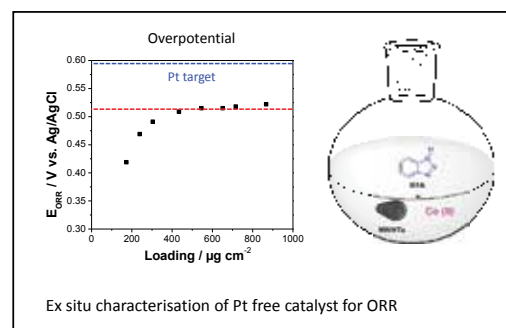 Overpotential
0.60
0.55
0.50
0.45
0.40
0.35
0.30
E_ORR / V vs. Ag/AgCl
Pt target
0 200 400 600 800 1000
Loading / µg cm⁻²
Co (II)
Ex situ characterisation of Pt free catalyst for ORR